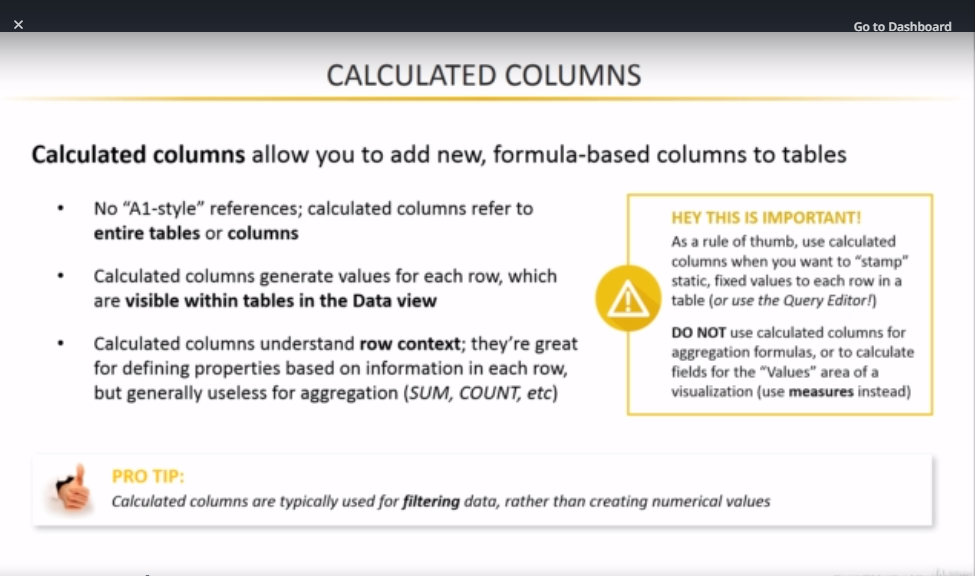 Go to Dashboard
CALCULATED COLUMNS
Calculated columns allow you to add new, formula-based columns to tables
• No “A1-style” references; calculated columns refer to
entire tables or columns
• Calculated columns generate values for each row, which
are visible within tables in the Data view
• Calculated columns understand row context; they’re great
for defining properties based on information in each row,
but generally useless for aggregation (SUM, COUNT, etc)
HEY THIS IS IMPORTANT!
As a rule of thumb, use calculated
columns when you want to “stamp”
static, fixed values to each row in a
table (or use the Query Editor!)
DO NOT use calculated columns for
aggregation formulas, or to calculate
fields for the “Values” area of a
visualization (use measures instead)
PRO TIP:
Calculated columns are typically used for filtering data, rather than creating numerical values